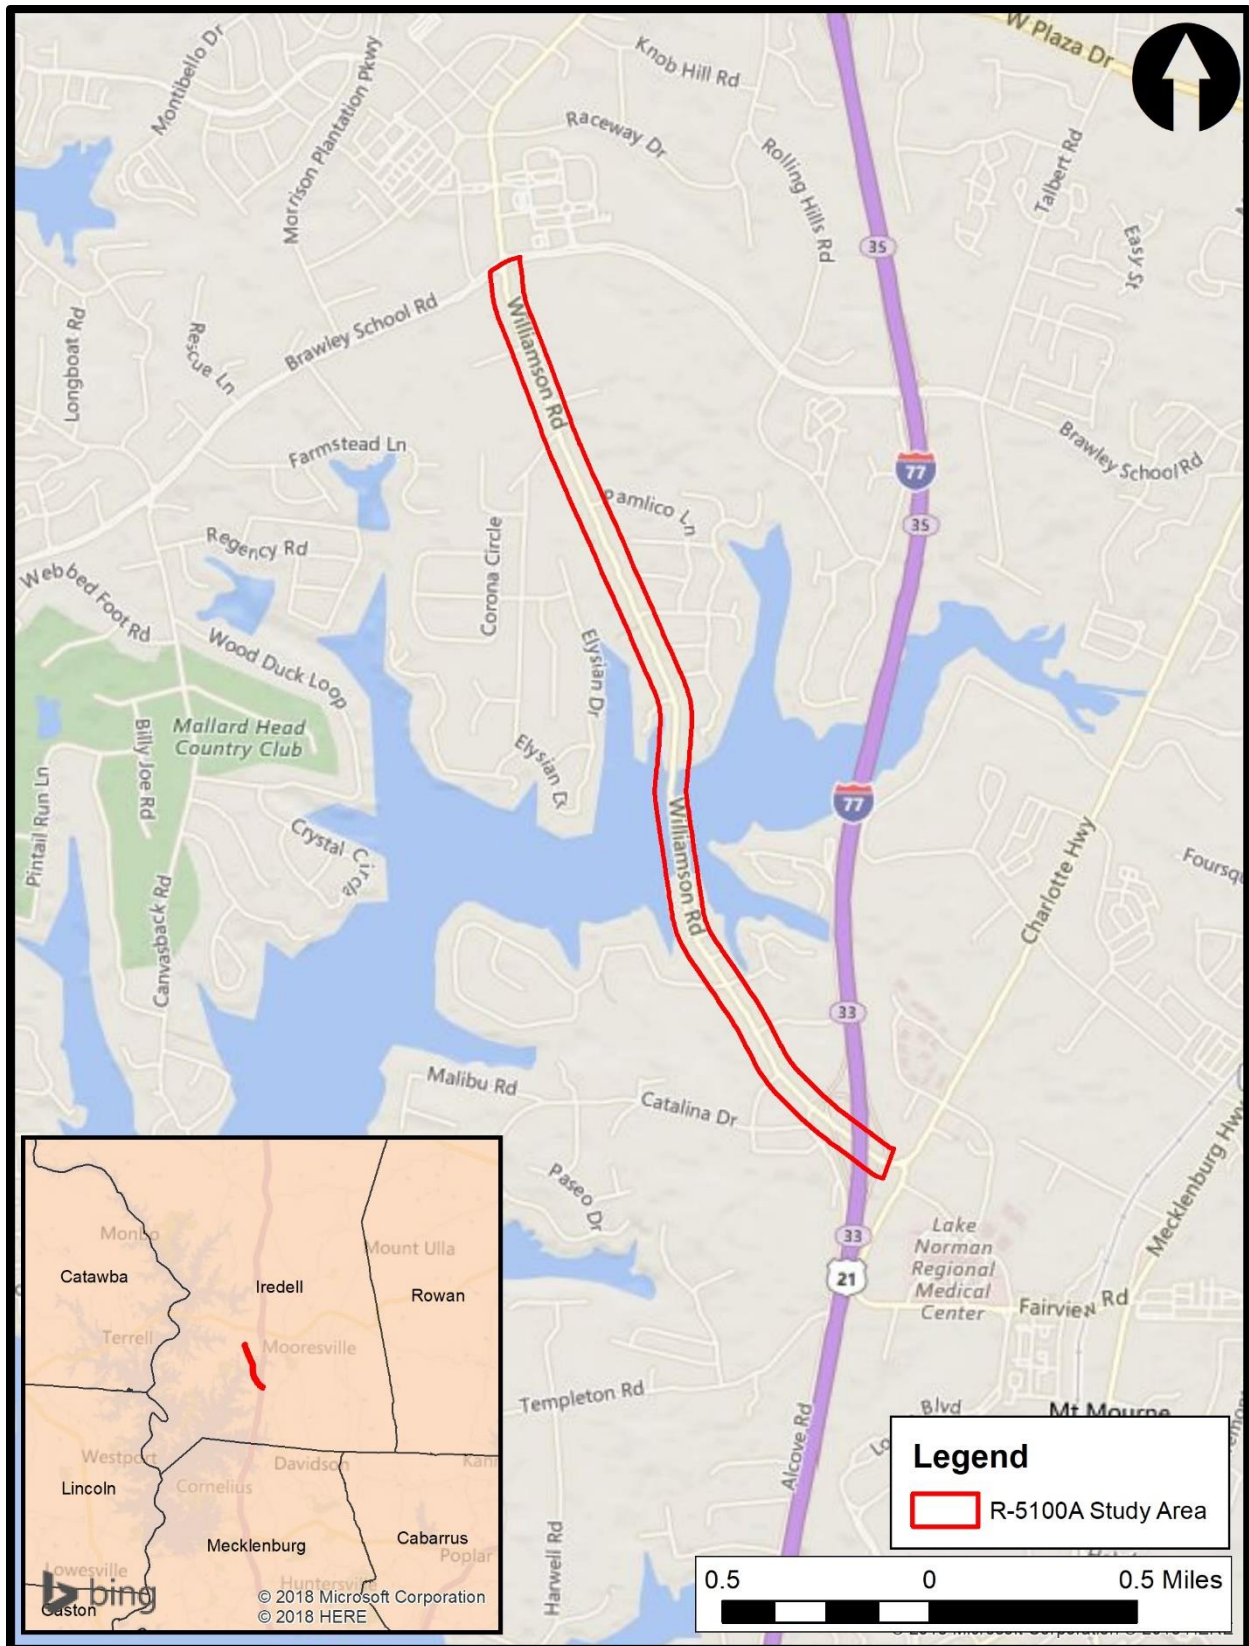 W Plaza Dr
Montibello Dr
Morrison Plantation Pkwy
Knob Hill Rd
Raceway Dr
Rolling Hills Rd
Talbert Rd
Easy St
35
Longboat Rd
Rescue Ln
Brawley School Rd
Williamson Rd
Brawley School Rd
Farmstead Ln
77
Pamlico Ln
35
Regency Rd
Corona Circle
Webbed Foot Rd
Wood Duck Loop
Elysian Dr
Mallard Head
Country Club
Billy Joe Rd
Elysian Dr
Pintail Run Ln
77
Williamson Rd
Crystal Circle
Charlotte Hwy
Canvasback Rd
33
Malibu Rd
Catalina Dr
Paseo Dr
Mecklenburg Hwy
33
Lake
Norman
Regional
Medical
Center
21
Fairview Rd
Templeton Rd
Alcove Rd
Blvd
Mt Mourne
Harwell Rd
Monbo
Mount Ulla
Catawba
Iredell
Rowan
Terrell
Mooresville
Westport
Davidson
Lincoln
Cornelius
Mecklenburg
Cabarrus
Poplar
Lowesville
Huntersville
Gaston
bing
© 2018 Microsoft Corporation
© 2018 HERE
Legend
R-5100A Study Area
0.5 0 0.5 Miles